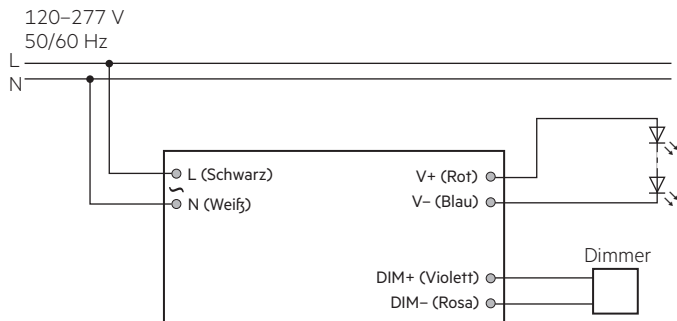 120–277 V
50/60 Hz
L
N
L (Schwarz)
N (Weiß)
V+ (Rot)
V– (Blau)
Dimmer
DIM+ (Violett)
DIM– (Rosa)